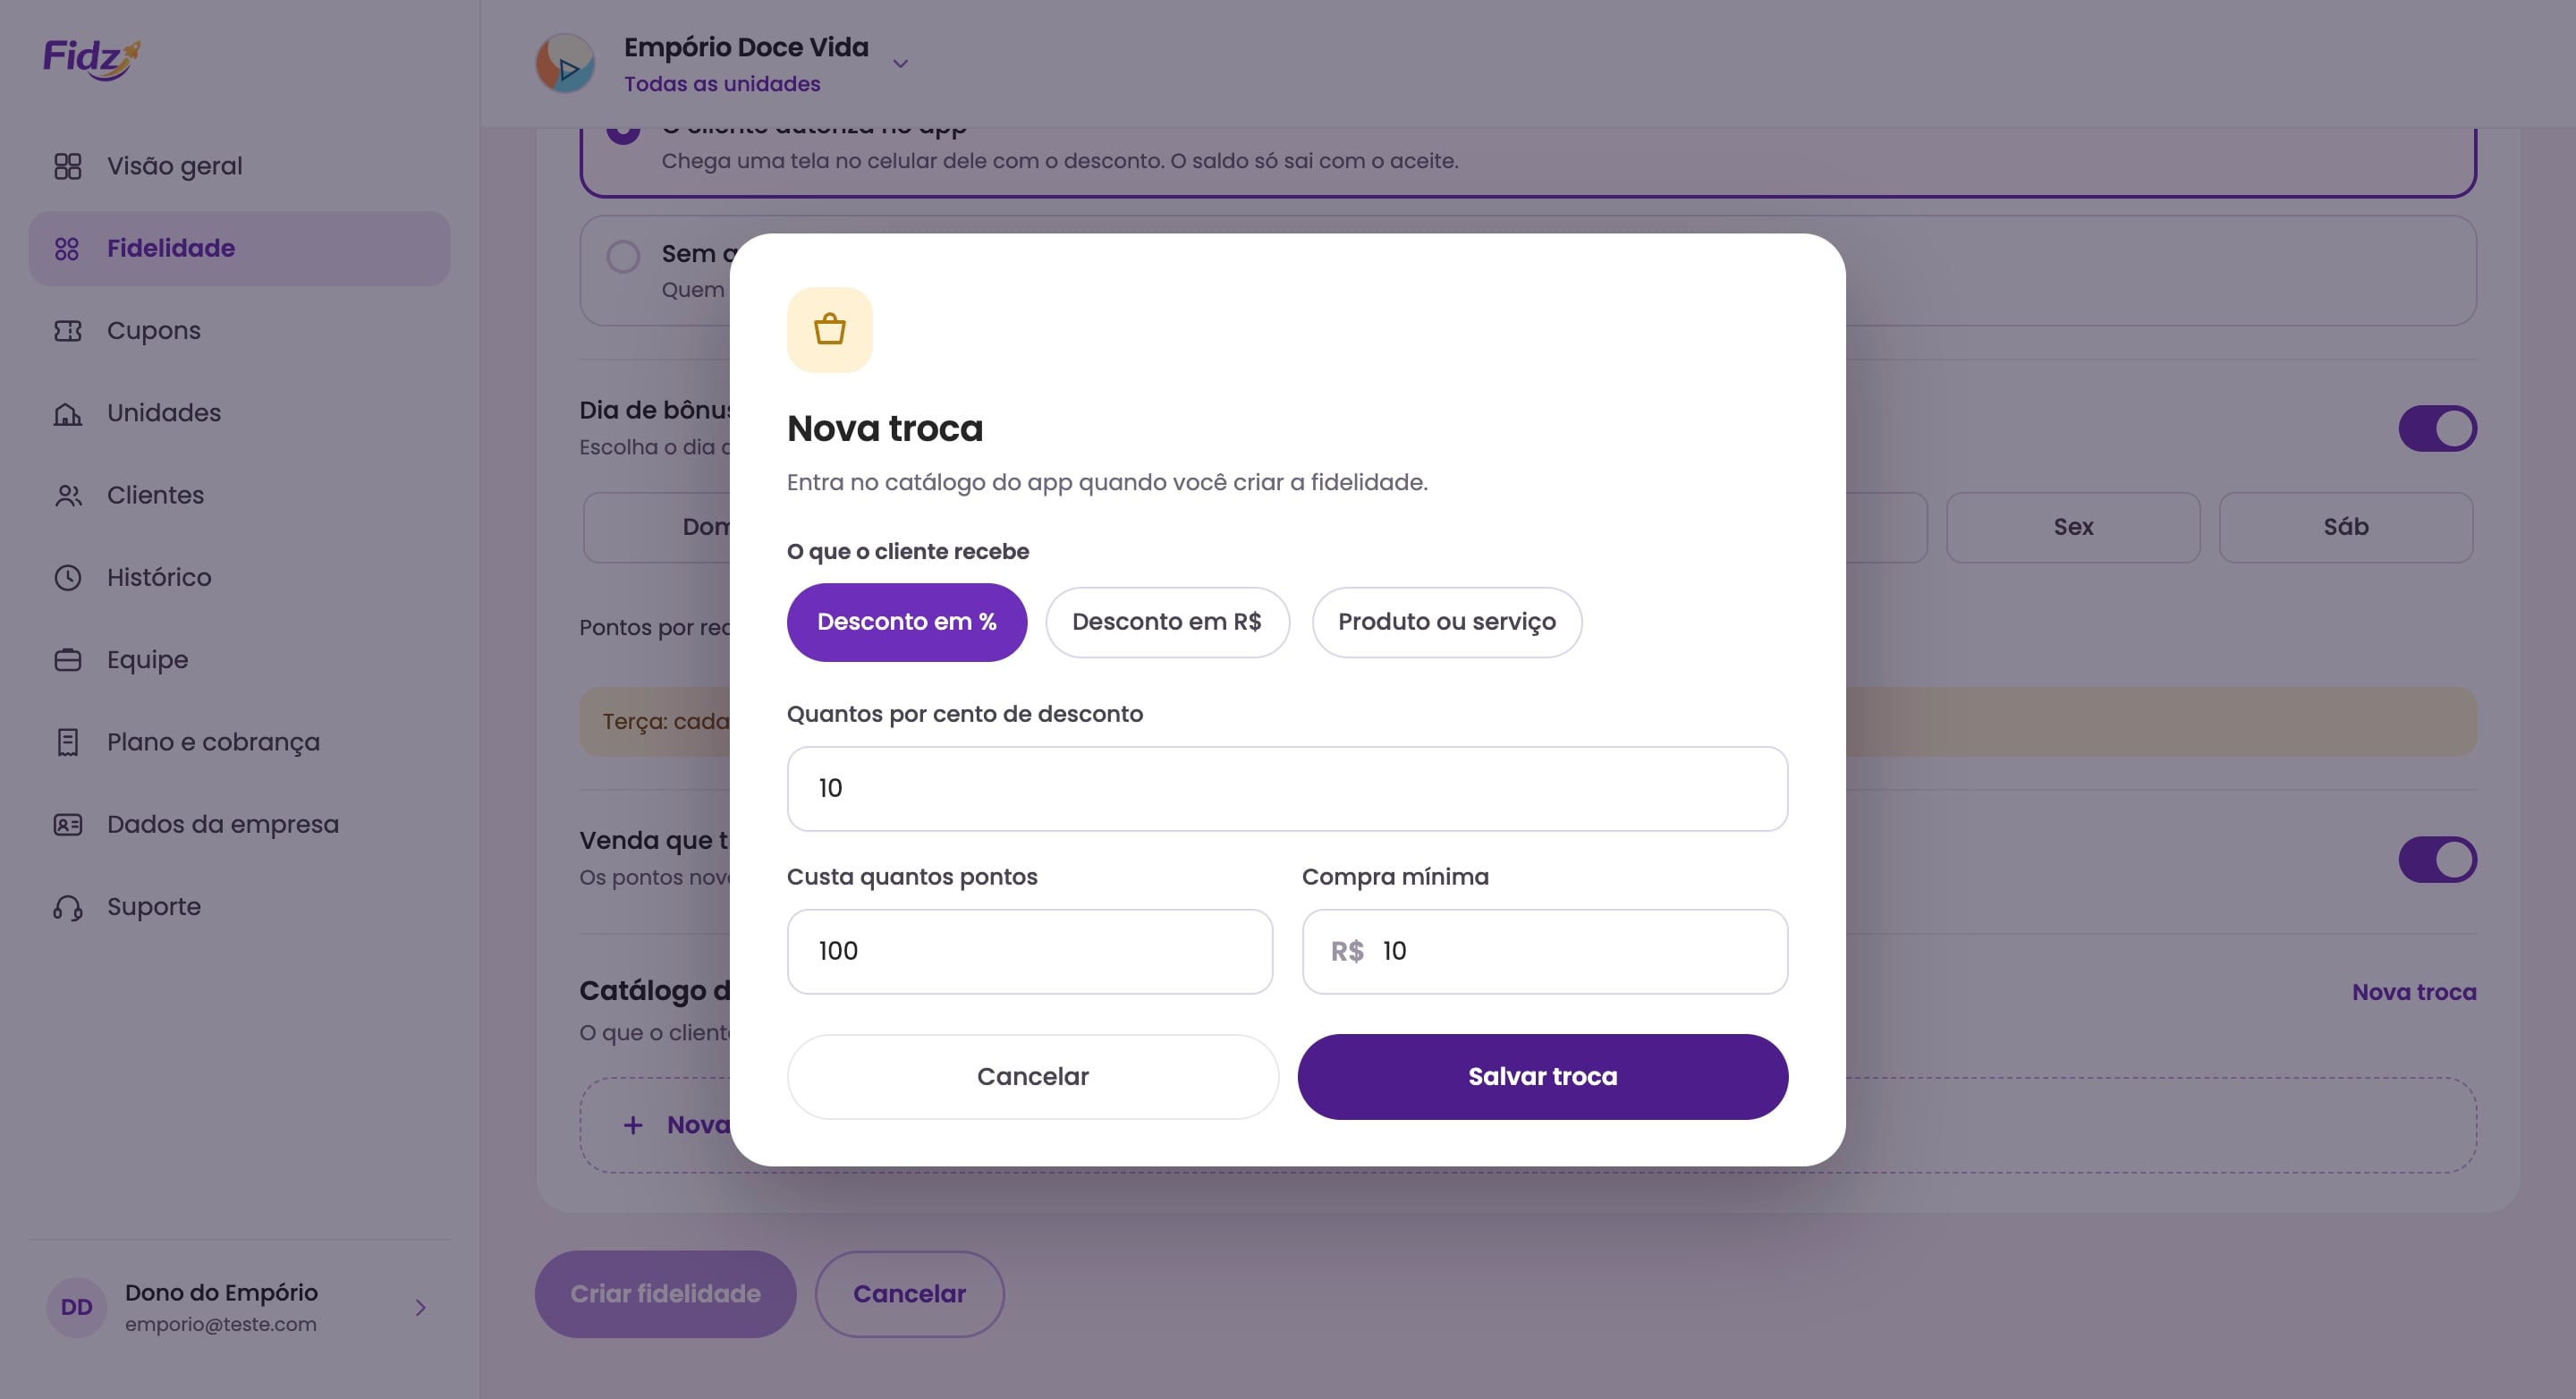 Fidz
Visão geral
Fidelidade
Cupons
Unidades
Clientes
Histórico
Equipe
Plano e cobrança
Dados da empresa
Suporte
DD
Dono do Empório
emporio@teste.com
Empório Doce Vida
Todas as unidades
O cliente autoriza no app
Chega uma tela no celular dele com o desconto. O saldo só sai com o aceite.
Sem
Quem
Dia de bônus
Escolha o dia
Dom
Sex
Sáb
Pontos por
Terça: cada
Venda que
Os pontos
Catálogo
O que o cliente
Nova troca
Nova
Nova troca
Entra no catálogo do app quando você criar a fidelidade.
O que o cliente recebe
Desconto em %
Desconto em R$
Produto ou serviço
Quantos por cento de desconto
10
Custa quantos pontos
Compra mínima
100
R$ 10
Cancelar
Salvar troca
Criar fidelidade
Cancelar